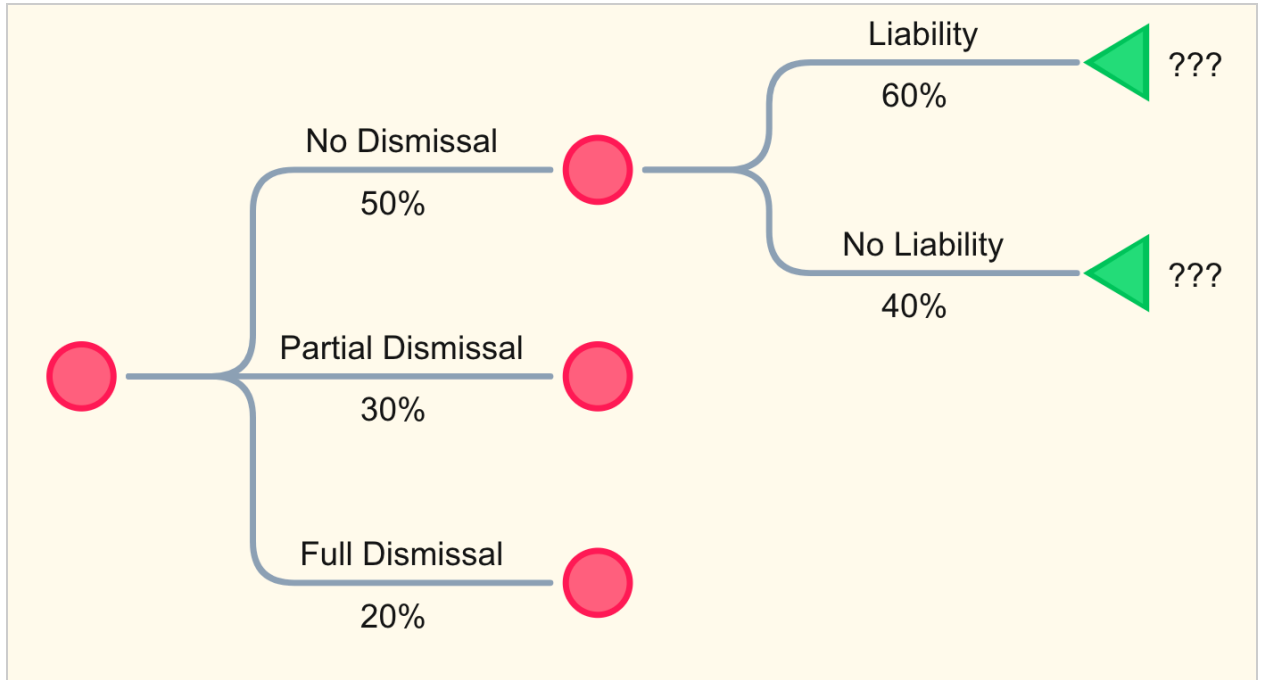 Liability
60%
???
No Dismissal
50%
No Liability
40%
???
Partial Dismissal
30%
Full Dismissal
20%